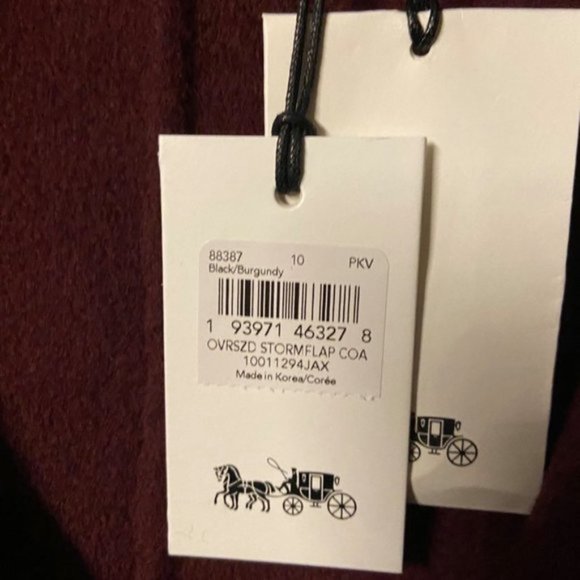 88387 10 PKV
Black/Burgundy
1 93971 46327 8
OVRSZD STORMFLAP COA
10011294JAX
Made in Korea/Corée